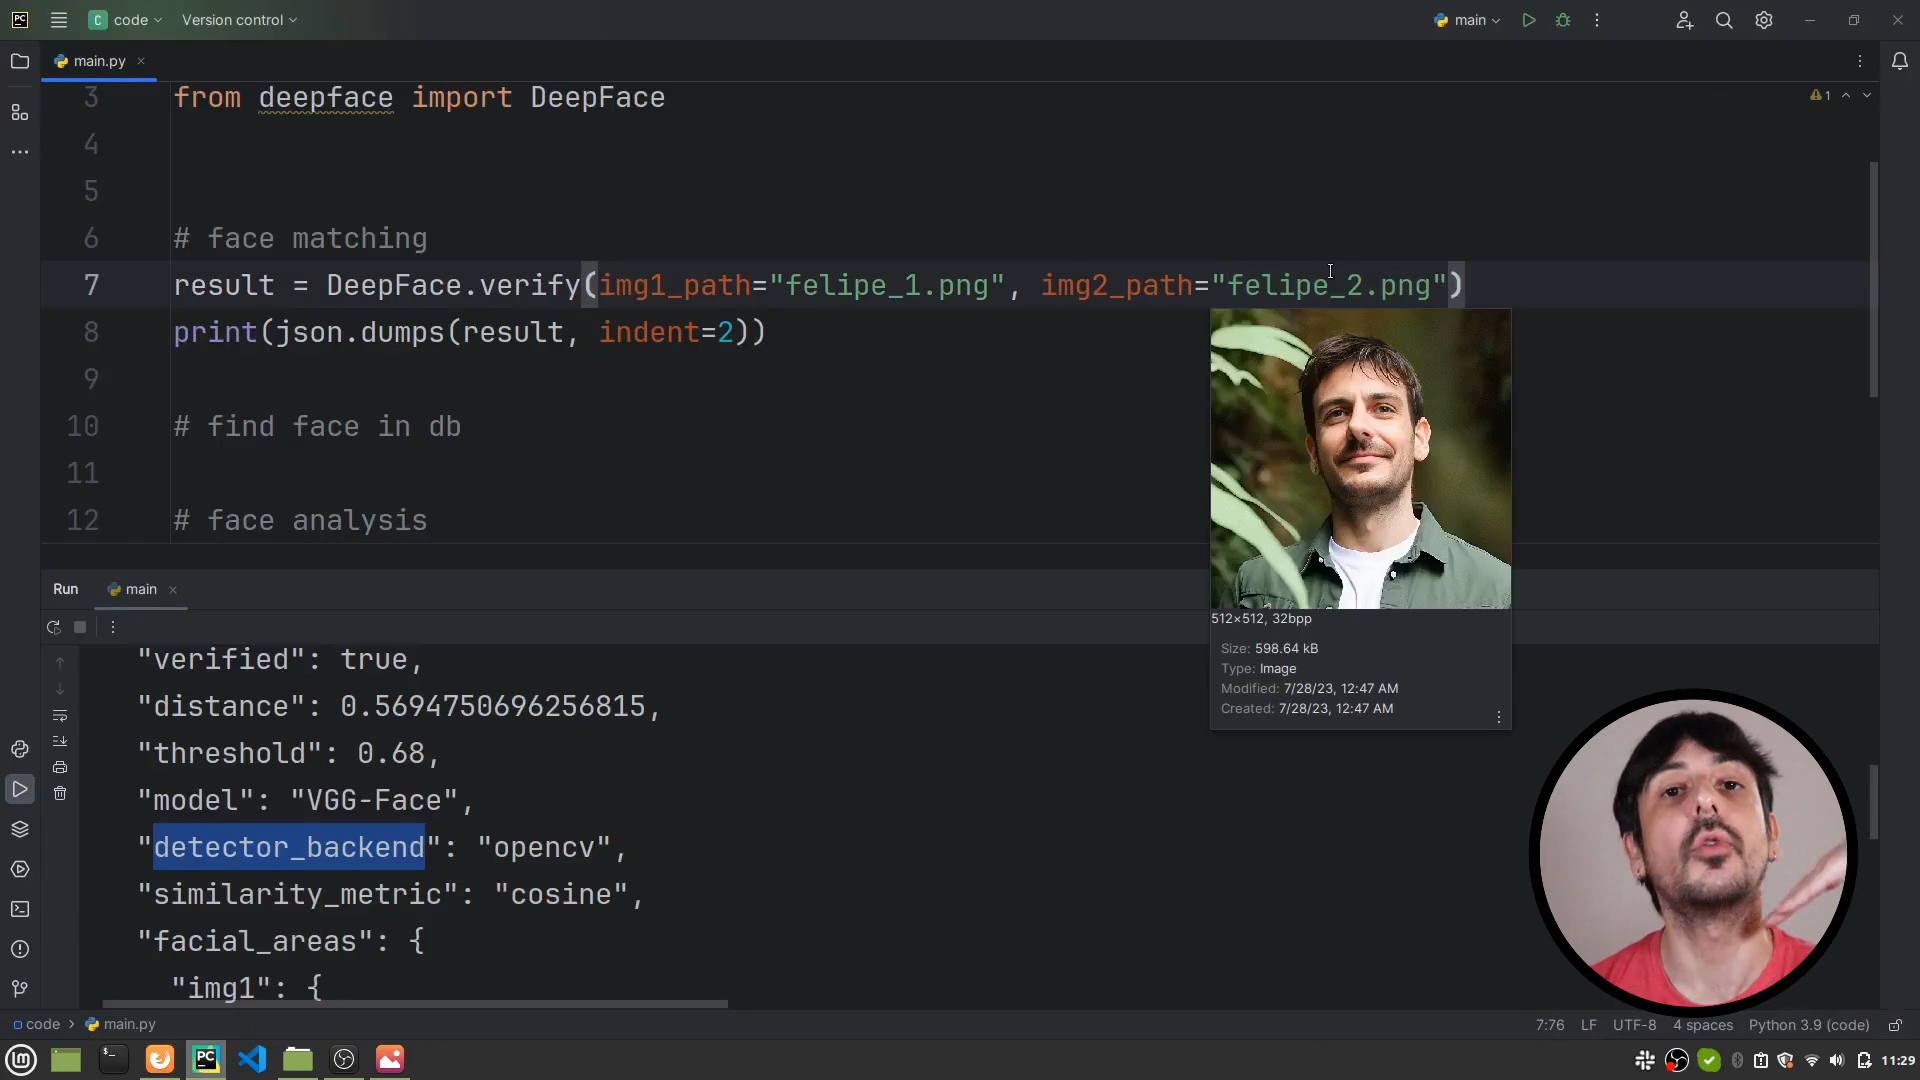 PC
C code
Version control
main
main.py
1
3 from deepface import DeepFace
4
5
6 # face matching
7 result = DeepFace.verify(img1_path="felipe_1.png", img2_path="felipe_2.png")
8 print(json.dumps(result, indent=2))
9
10 # find face in db
11
12 # face analysis
512×512, 32bpp
Size: 598.64 kB
Type: Image
Modified: 7/28/23, 12:47 AM
Created: 7/28/23, 12:47 AM
Run main
"verified": true,
"distance": 0.5694750696256815,
"threshold": 0.68,
"model": "VGG-Face",
"detector_backend": "opencv",
"similarity_metric": "cosine",
"facial_areas": {
"img1": {
code > main.py
7:76 LF UTF-8 4 spaces Python 3.9 (code)
PC
11:29